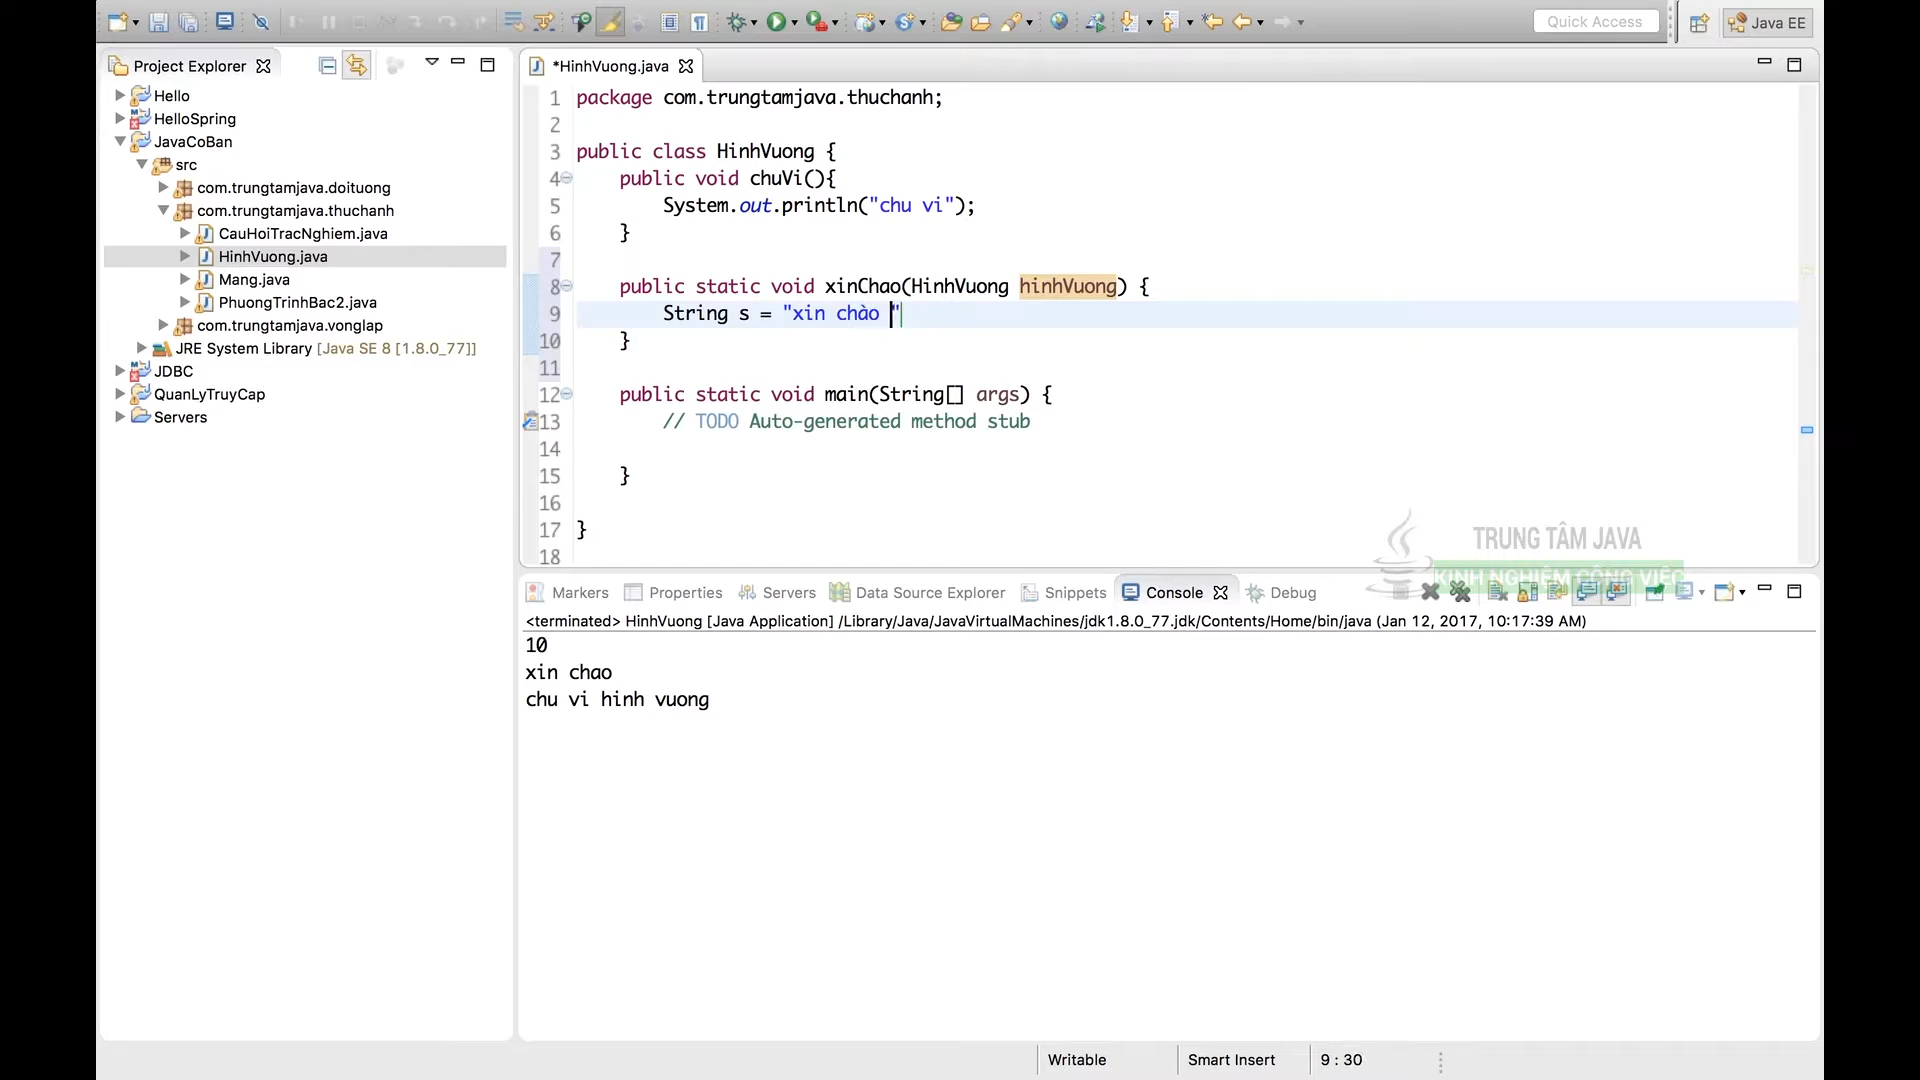 Quick Access
Java EE
Project Explorer
Hello
HelloSpring
JavaCoBan
src
com.trungtamjava.doituong
com.trungtamjava.thuchanh
CauHoiTracNghiem.java
HinhVuong.java
Mang.java
PhuongTrinhBac2.java
com.trungtamjava.vonglap
JRE System Library [Java SE 8 [1.8.0_77]]
JDBC
QuanLyTruyCap
Servers
*HinhVuong.java
1 package com.trungtamjava.thuchanh;
2
3 public class HinhVuong {
4 public void chuVi(){
5 System.out.println("chu vi");
6 }
7
8 public static void xinChao(HinhVuong hinhVuong) {
9 String s = "xin chào "
10 }
11
12 public static void main(String[] args) {
13 // TODO Auto-generated method stub
14
15 }
16
17 }
18
TRUNG TÂM JAVA
KINH NGHIỆM CÔNG VIỆC
Markers Properties Servers Data Source Explorer Snippets Console Debug
<terminated> HinhVuong [Java Application] /Library/Java/JavaVirtualMachines/jdk1.8.0_77.jdk/Contents/Home/bin/java (Jan 12, 2017, 10:17:39 AM)
10
xin chao
chu vi hinh vuong
Writable Smart Insert 9 : 30